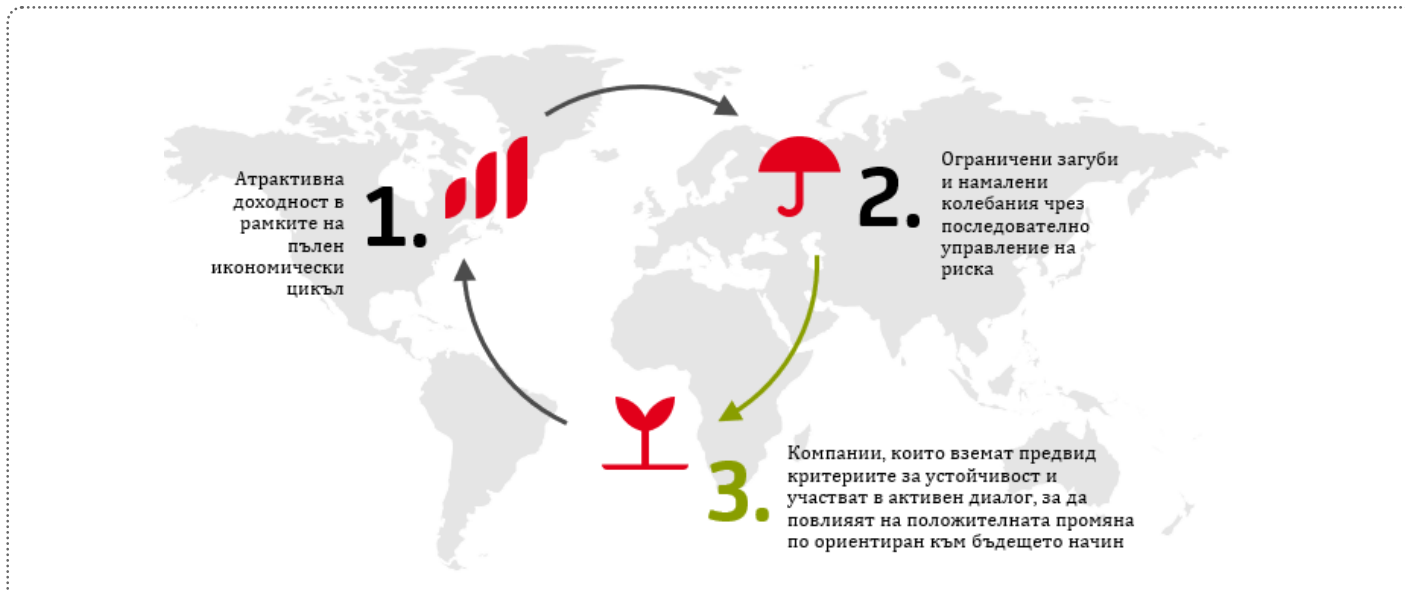 1.
Атрактивна
доходност в
рамките на
пълен
икономически
цикъл
2.
Ограничени загуби
и намалени
колебания чрез
последователно
управление на
риска
3.
Компании, които вземат предвид
критериите за устойчивост и
участват в активен диалог, за да
повлияят на положителната промяна
по ориентиран към бъдещето начин